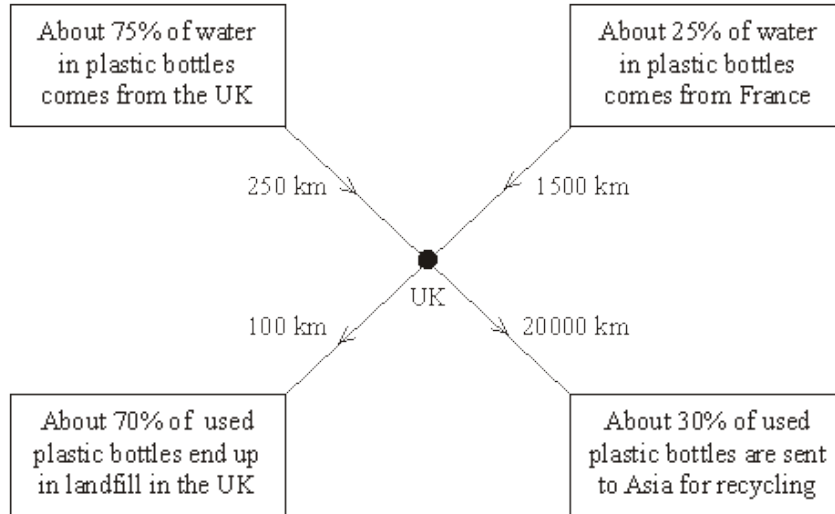 About 75% of water
in plastic bottles
comes from the UK
About 25% of water
in plastic bottles
comes from France
250 km
1500 km
UK
100 km
20000 km
About 70% of used
plastic bottles end up
in landfill in the UK
About 30% of used
plastic bottles are sent
to Asia for recycling